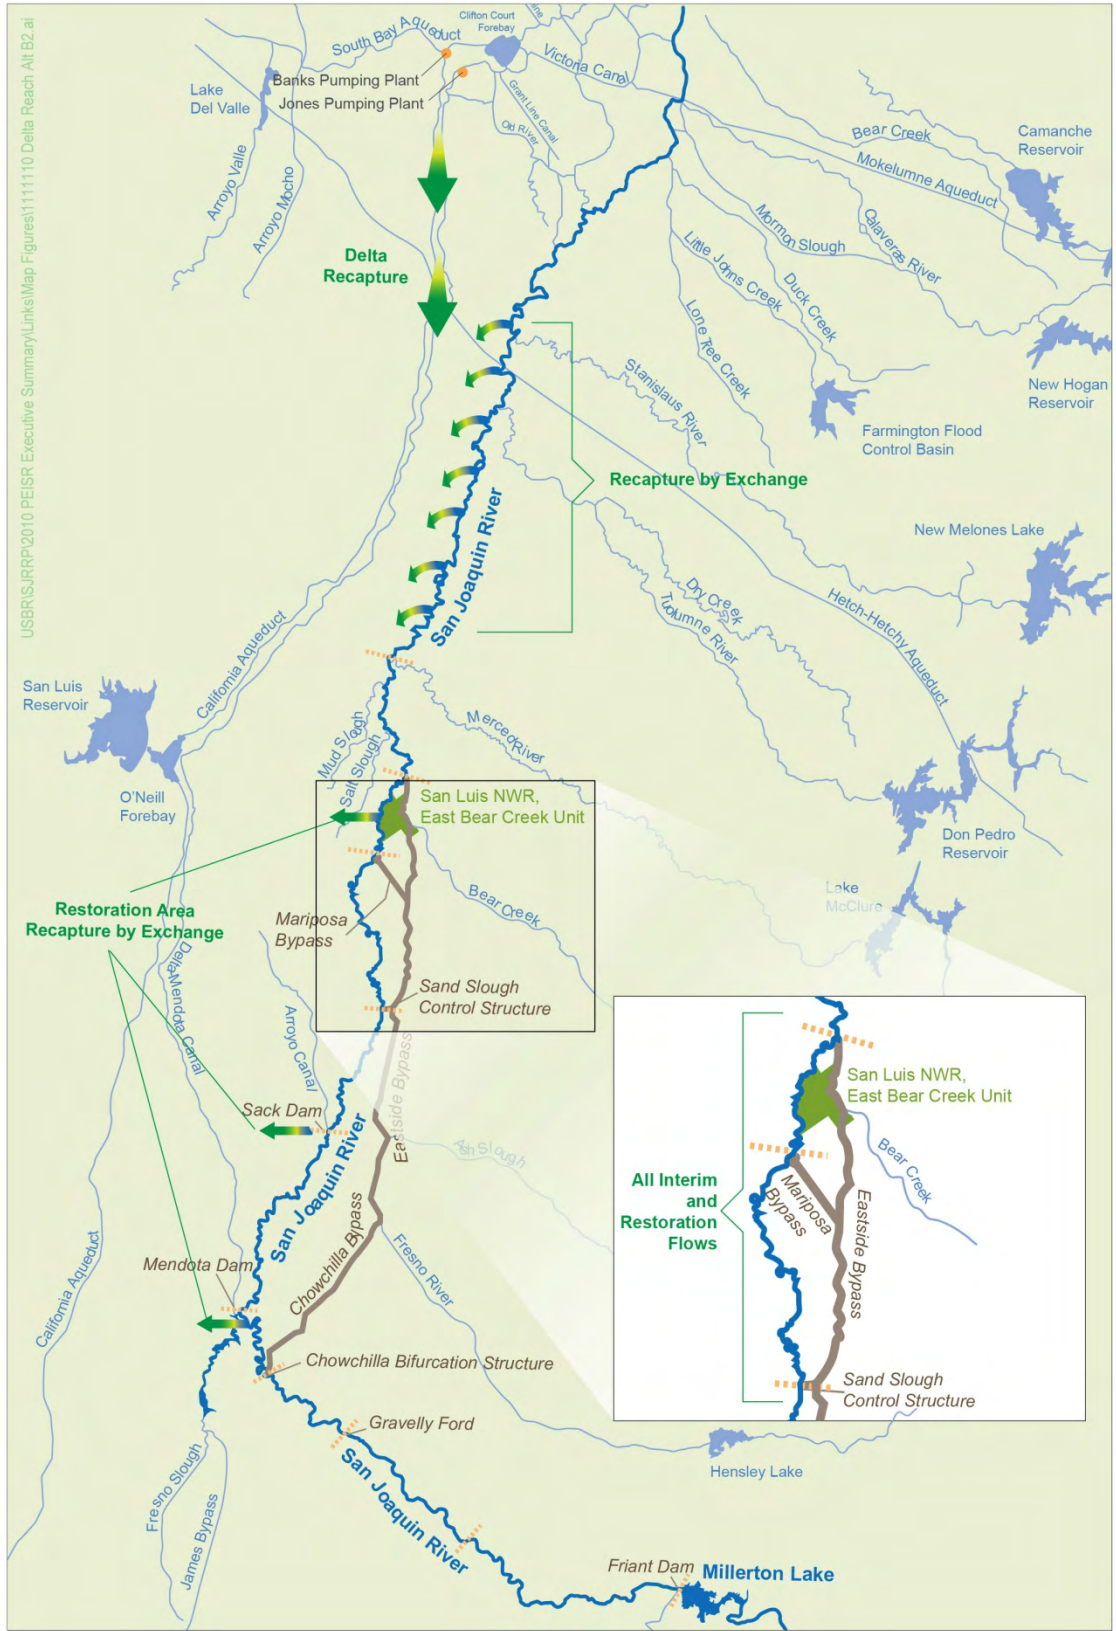 USBR\SJRRP\2010 PEISR Executive Summary\Links\Map Figures\1111110 Delta Reach Alt B2.ai
South Bay Aqueduct
Clifton Court
Forebay
Victoria Canal
Banks Pumping Plant
Jones Pumping Plant
Lake
Del Valle
Grant Line Canal
Old River
Arroyo Valle
Arroyo Mocho
Bear Creek
Camanche
Reservoir
Mokelumne Aqueduct
Mormon Slough
Calaveras River
Little Johns Creek
Duck Creek
Lone Tree Creek
Delta
Recapture
Stanislaus River
New Hogan
Reservoir
Farmington Flood
Control Basin
Recapture by Exchange
San Joaquin River
New Melones Lake
Dry Creek
Tuolumne River
Hetch-Hetchy Aqueduct
California Aqueduct
San Luis
Reservoir
O'Neill
Forebay
Mud Slough
Salt Slough
Merced River
San Luis NWR,
East Bear Creek Unit
Don Pedro
Reservoir
Lake
McClure
Restoration Area
Recapture by Exchange
Mariposa
Bypass
Bear Creek
Delta-Mendota Canal
Sand Slough
Control Structure
Arroyo Canal
Eastside Bypass
Sack Dam
San Joaquin River
Ash Slough
Chowchilla Bypass
Fresno River
Mendota Dam
California Aqueduct
Chowchilla Bifurcation Structure
Gravelly Ford
San Joaquin River
Fresno Slough
James Bypass
Friant Dam
Millerton Lake
Hensley Lake
San Luis NWR,
East Bear Creek Unit
Bear Creek
All Interim
and
Restoration
Flows
Mariposa
Bypass
Eastside Bypass
Sand Slough
Control Structure